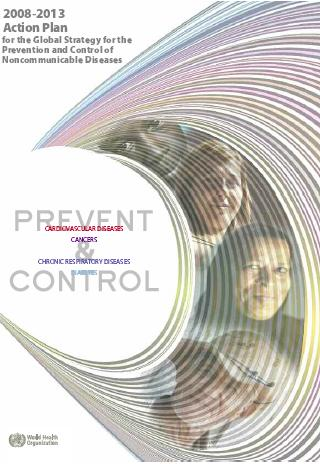 2008-2013
Action Plan
for the Global Strategy for the
Prevention and Control of
Noncommunicable Diseases
PREVENT
CARDIOVASCULAR DISEASES
CANCERS
&
CHRONIC RESPIRATORY DISEASES
DIABETES
CONTROL
World Health
Organization